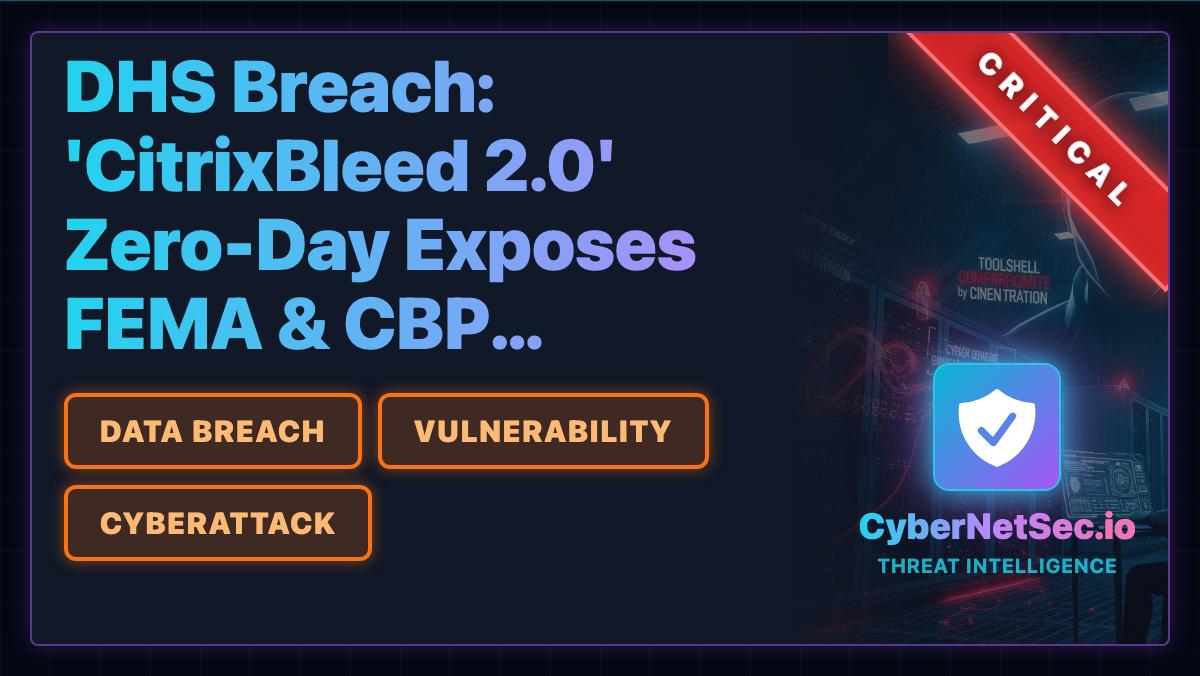 DHS Breach:
'CitrixBleed 2.0'
Zero-Day Exposes
FEMA & CBP...
CRITICAL
DATA BREACH
VULNERABILITY
CYBERATTACK
TOOLSHELL
by CINENTRATION
CyberNetSec.io
THREAT INTELLIGENCE